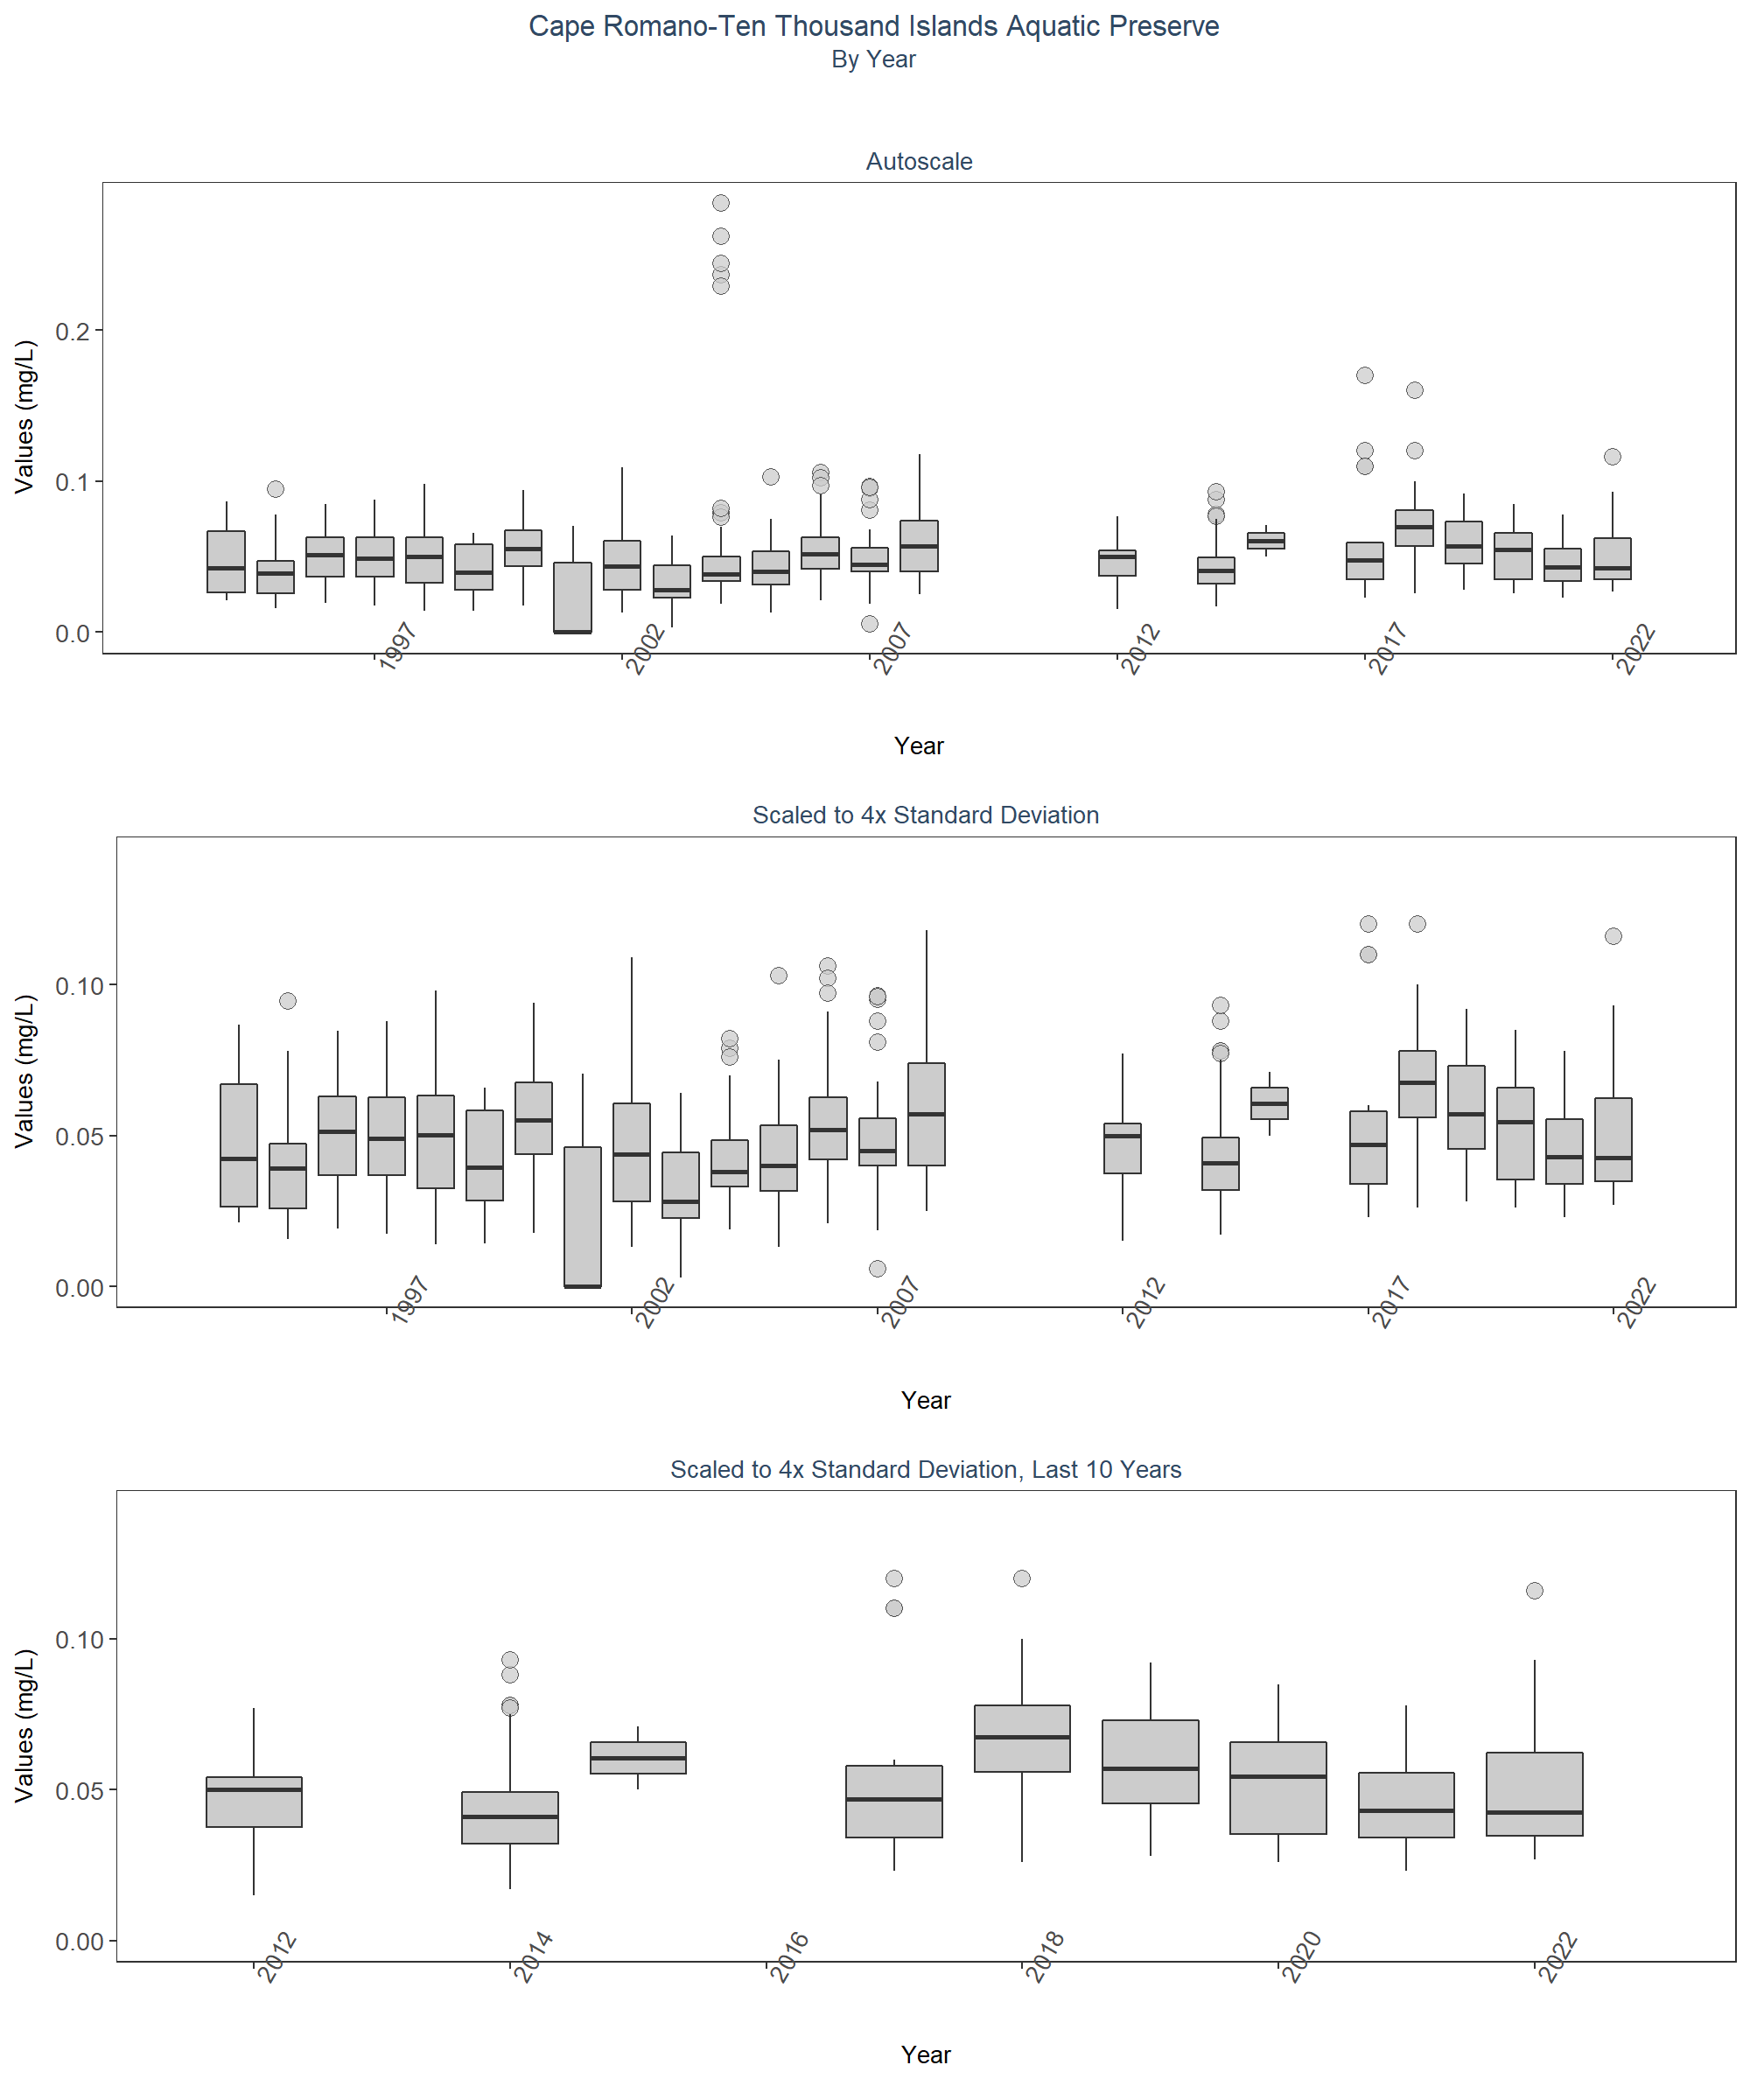 Cape Romano-Ten Thousand Islands Aquatic Preserve
By Year
Autoscale
Values (mg/L)
0.2
0.1
0.0
1997
2002
2007
2012
2017
2022
Year
Scaled to 4x Standard Deviation
Values (mg/L)
0.10
0.05
0.00
1997
2002
2007
2012
2017
2022
Year
Scaled to 4x Standard Deviation, Last 10 Years
Values (mg/L)
0.10
0.05
0.00
2012
2014
2016
2018
2020
2022
Year